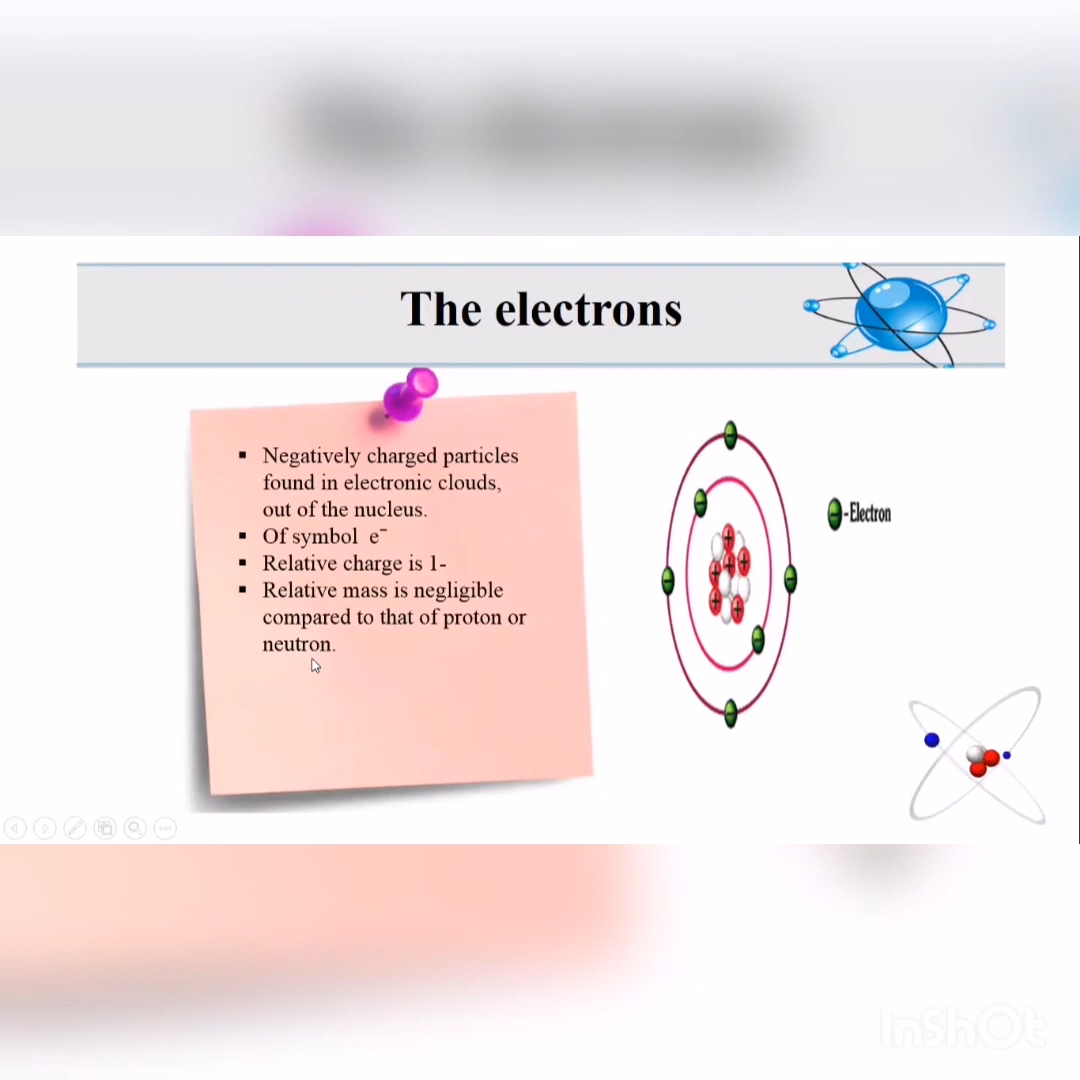 The electrons
▪ Negatively charged particles
found in electronic clouds,
out of the nucleus.
▪ Of symbol e⁻
▪ Relative charge is 1-
▪ Relative mass is negligible
compared to that of proton or
neutron.
-Electron
InShOt